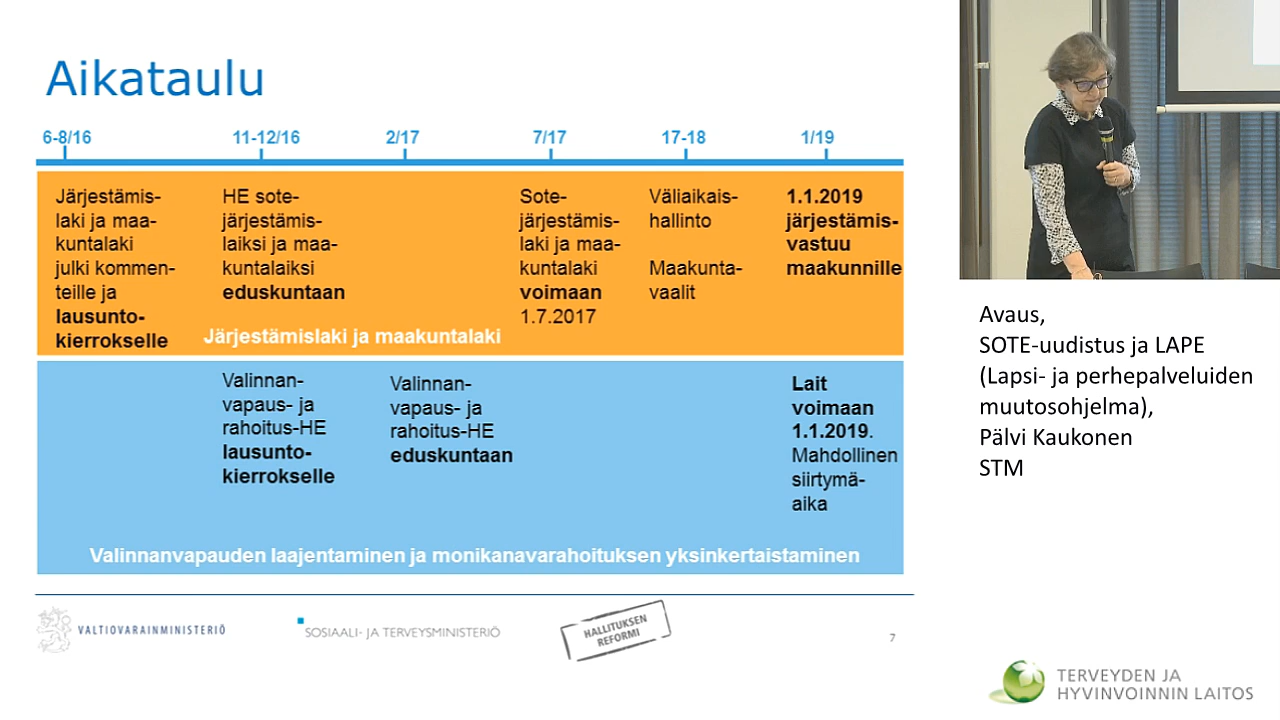 Aikataulu
6-8/16
11-12/16
2/17
7/17
17-18
1/19
Järjestämis-
laki ja maa-
kuntalaki
julki kommen-
teille ja
lausunto-
kierrokselle
HE sote-
järjestämis-
laiksi ja maa-
kuntalaiksi
eduskuntaan
Sote-
järjestämis-
laki ja maa-
kuntalaki
voimaan
1.7.2017
Väliaikais-
hallinto
Maakunta-
vaalit
1.1.2019
järjestämis-
vastuu
maakunnille
Järjestämislaki ja maakuntalaki
Valinnan-
vapaus- ja
rahoitus-HE
lausunto-
kierrokselle
Valinnan-
vapaus- ja
rahoitus-HE
eduskuntaan
Lait
voimaan
1.1.2019.
Mahdollinen
siirtymä-
aika
Valinnanvapauden laajentaminen ja monikanavarahoituksen yksinkertaistaminen
VALTIOVARAINMINISTERIÖ
SOSIAALI- JA TERVEYSMINISTERIÖ
HALLITUKSEN
REFORMI
7
Avaus,
SOTE-uudistus ja LAPE
(Lapsi- ja perhepalveluiden
muutosohjelma),
Pälvi Kaukonen
STM
TERVEYDEN JA
HYVINVOINNIN LAITOS